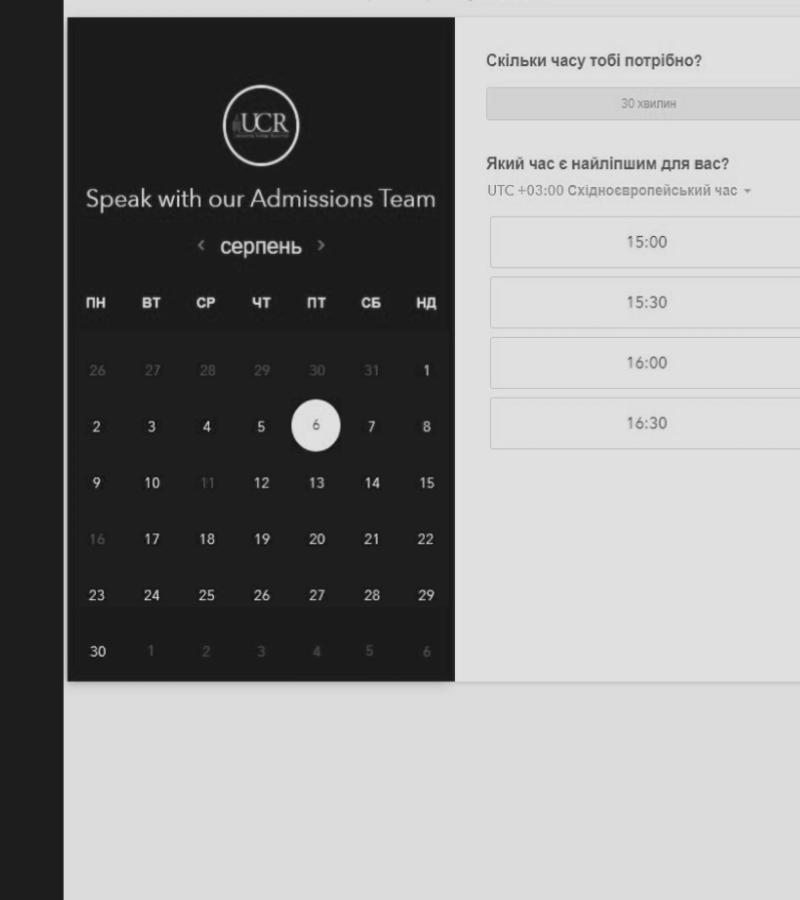 UCR
Speak with our Admissions Team
‹ серпень ›
ПН ВТ СР ЧТ ПТ СБ НД
26 27 28 29 30 31 1
2 3 4 5 6 7 8
9 10 11 12 13 14 15
16 17 18 19 20 21 22
23 24 25 26 27 28 29
30 1 2 3 4 5 6
Скільки часу тобі потрібно?
30 хвилин
Який час є найліпшим для вас?
UTC +03:00 Східноєвропейський час
15:00
15:30
16:00
16:30